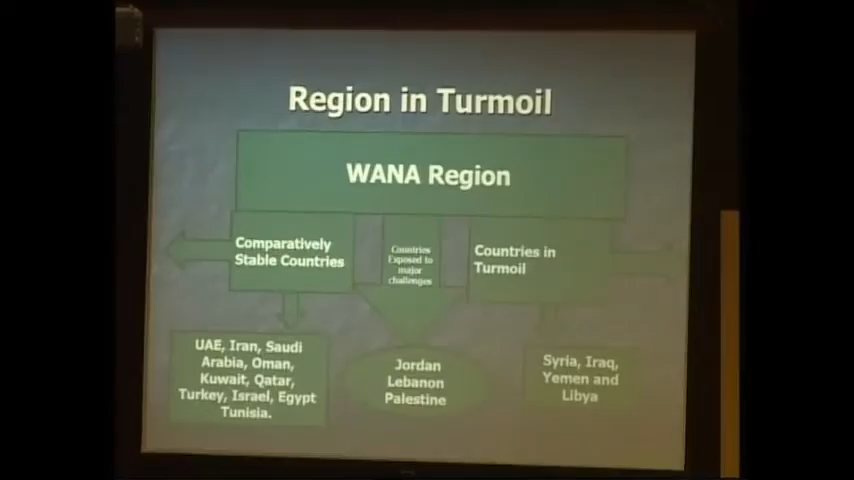 Region in Turmoil
WANA Region
Comparatively
Stable Countries
Countries
Exposed to
major
challenges
Countries in
Turmoil
UAE, Iran, Saudi
Arabia, Oman,
Kuwait, Qatar,
Turkey, Israel, Egypt
Tunisia.
Jordan
Lebanon
Palestine
Syria, Iraq,
Yemen and
Libya